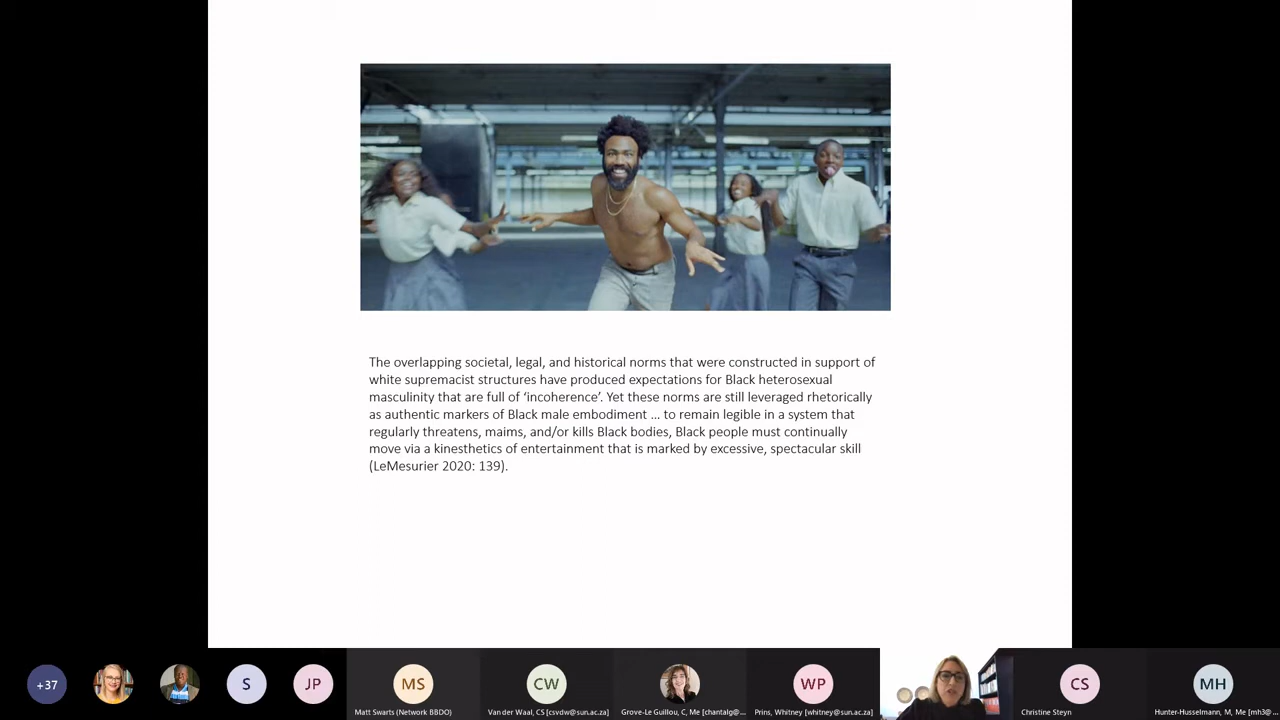 The overlapping societal, legal, and historical norms that were constructed in support of
white supremacist structures have produced expectations for Black heterosexual
masculinity that are full of ‘incoherence’. Yet these norms are still leveraged rhetorically
as authentic markers of Black male embodiment ... to remain legible in a system that
regularly threatens, maims, and/or kills Black bodies, Black people must continually
move via a kinesthetics of entertainment that is marked by excessive, spectacular skill
(LeMesurier 2020: 139).
+37
S
JP
MS
CW
WP
CS
MH
Matt Swarts (Network BBDO)
Van der Waal, CS [csvdw@sun.ac.za]
Grove-Le Guillou, C, Me [chantalg@...
Prins, Whitney [whitney@sun.ac.za]
Christine Steyn
Hunter-Husselmann, M, Me [mh3@...